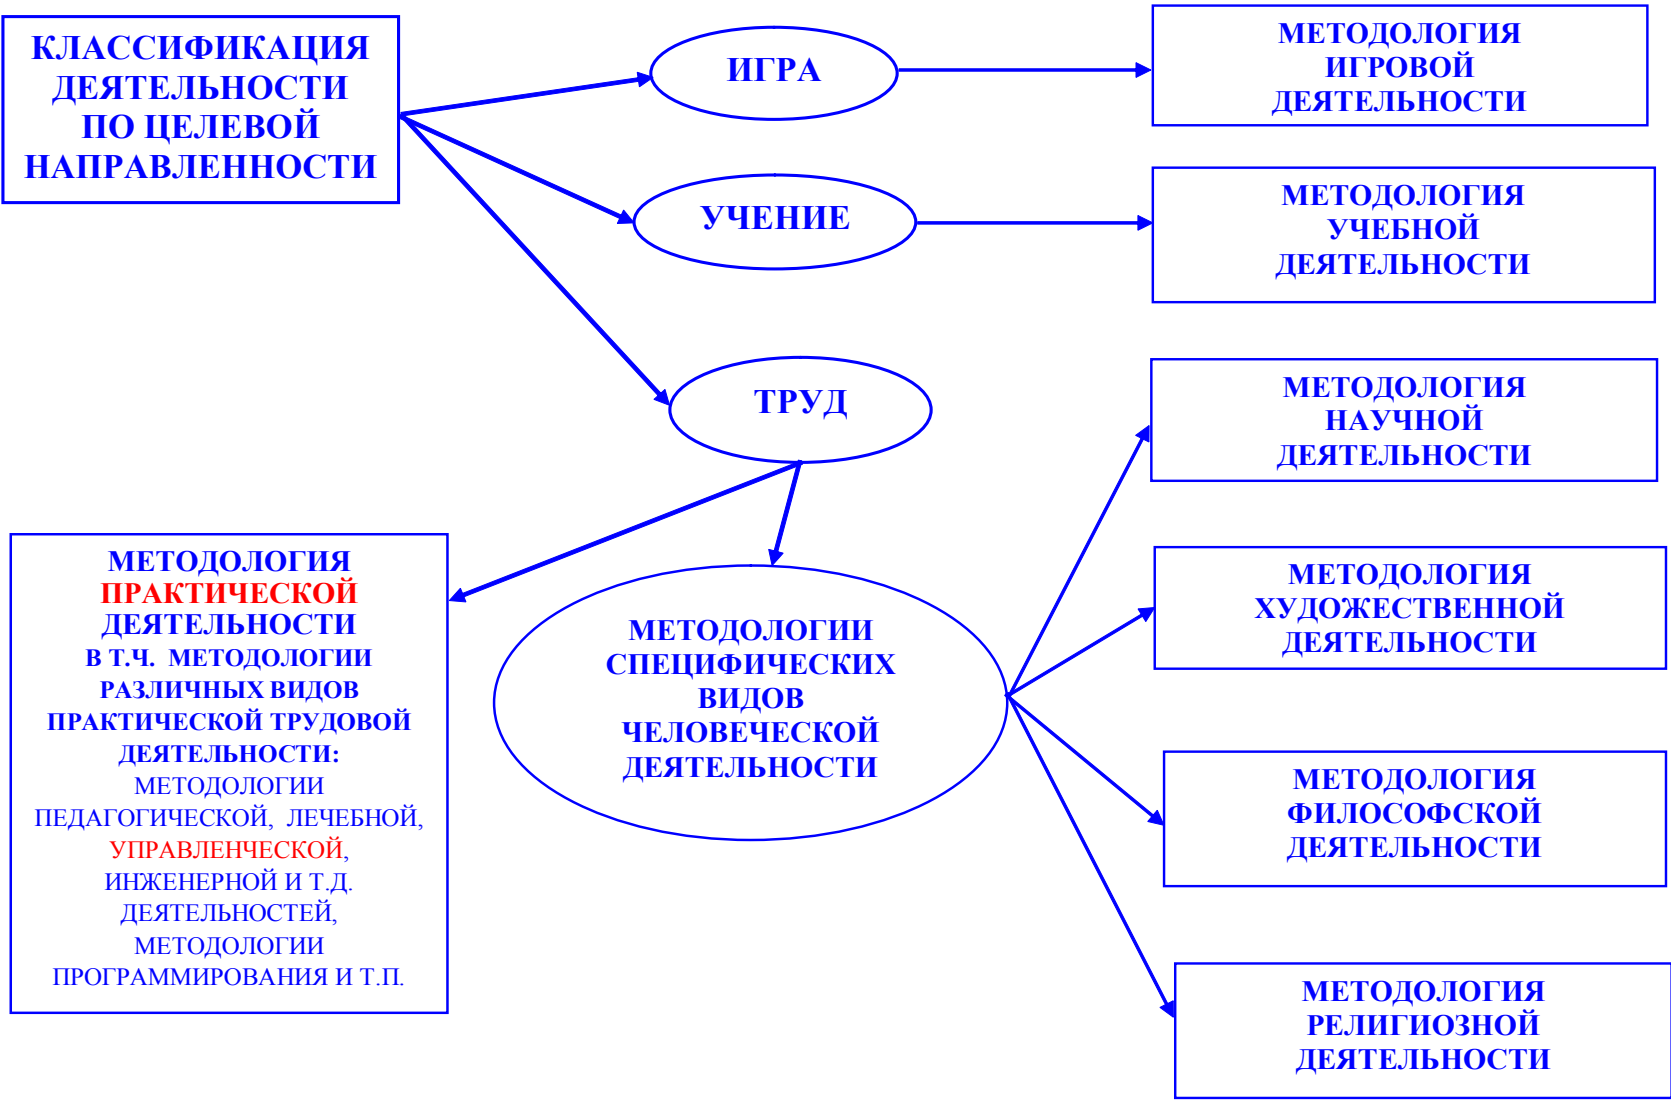 КЛАССИФИКАЦИЯ
ДЕЯТЕЛЬНОСТИ
ПО ЦЕЛЕВОЙ
НАПРАВЛЕННОСТИ
ИГРА
МЕТОДОЛОГИЯ
ИГРОВОЙ
ДЕЯТЕЛЬНОСТИ
УЧЕНИЕ
МЕТОДОЛОГИЯ
УЧЕБНОЙ
ДЕЯТЕЛЬНОСТИ
ТРУД
МЕТОДОЛОГИЯ
ПРАКТИЧЕСКОЙ
ДЕЯТЕЛЬНОСТИ
В Т.Ч. МЕТОДОЛОГИИ
РАЗЛИЧНЫХ ВИДОВ
ПРАКТИЧЕСКОЙ ТРУДОВОЙ
ДЕЯТЕЛЬНОСТИ:
МЕТОДОЛОГИИ
ПЕДАГОГИЧЕСКОЙ, ЛЕЧЕБНОЙ,
УПРАВЛЕНЧЕСКОЙ,
ИНЖЕНЕРНОЙ И Т.Д.
ДЕЯТЕЛЬНОСТЕЙ,
МЕТОДОЛОГИИ
ПРОГРАММИРОВАНИЯ И Т.П.
МЕТОДОЛОГИИ
СПЕЦИФИЧЕСКИХ
ВИДОВ
ЧЕЛОВЕЧЕСКОЙ
ДЕЯТЕЛЬНОСТИ
МЕТОДОЛОГИЯ
НАУЧНОЙ
ДЕЯТЕЛЬНОСТИ
МЕТОДОЛОГИЯ
ХУДОЖЕСТВЕННОЙ
ДЕЯТЕЛЬНОСТИ
МЕТОДОЛОГИЯ
ФИЛОСОФСКОЙ
ДЕЯТЕЛЬНОСТИ
МЕТОДОЛОГИЯ
РЕЛИГИОЗНОЙ
ДЕЯТЕЛЬНОСТИ